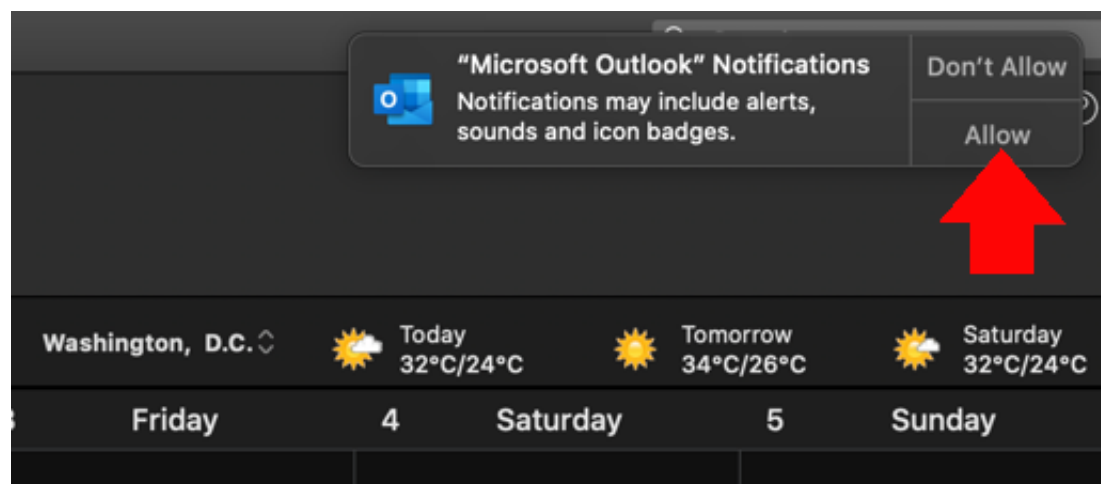 “Microsoft Outlook” Notifications
Notifications may include alerts,
sounds and icon badges.
Don’t Allow
Allow
Washington, D.C.
Today
32°C/24°C
Tomorrow
34°C/26°C
Saturday
32°C/24°C
Friday
4
Saturday
5
Sunday